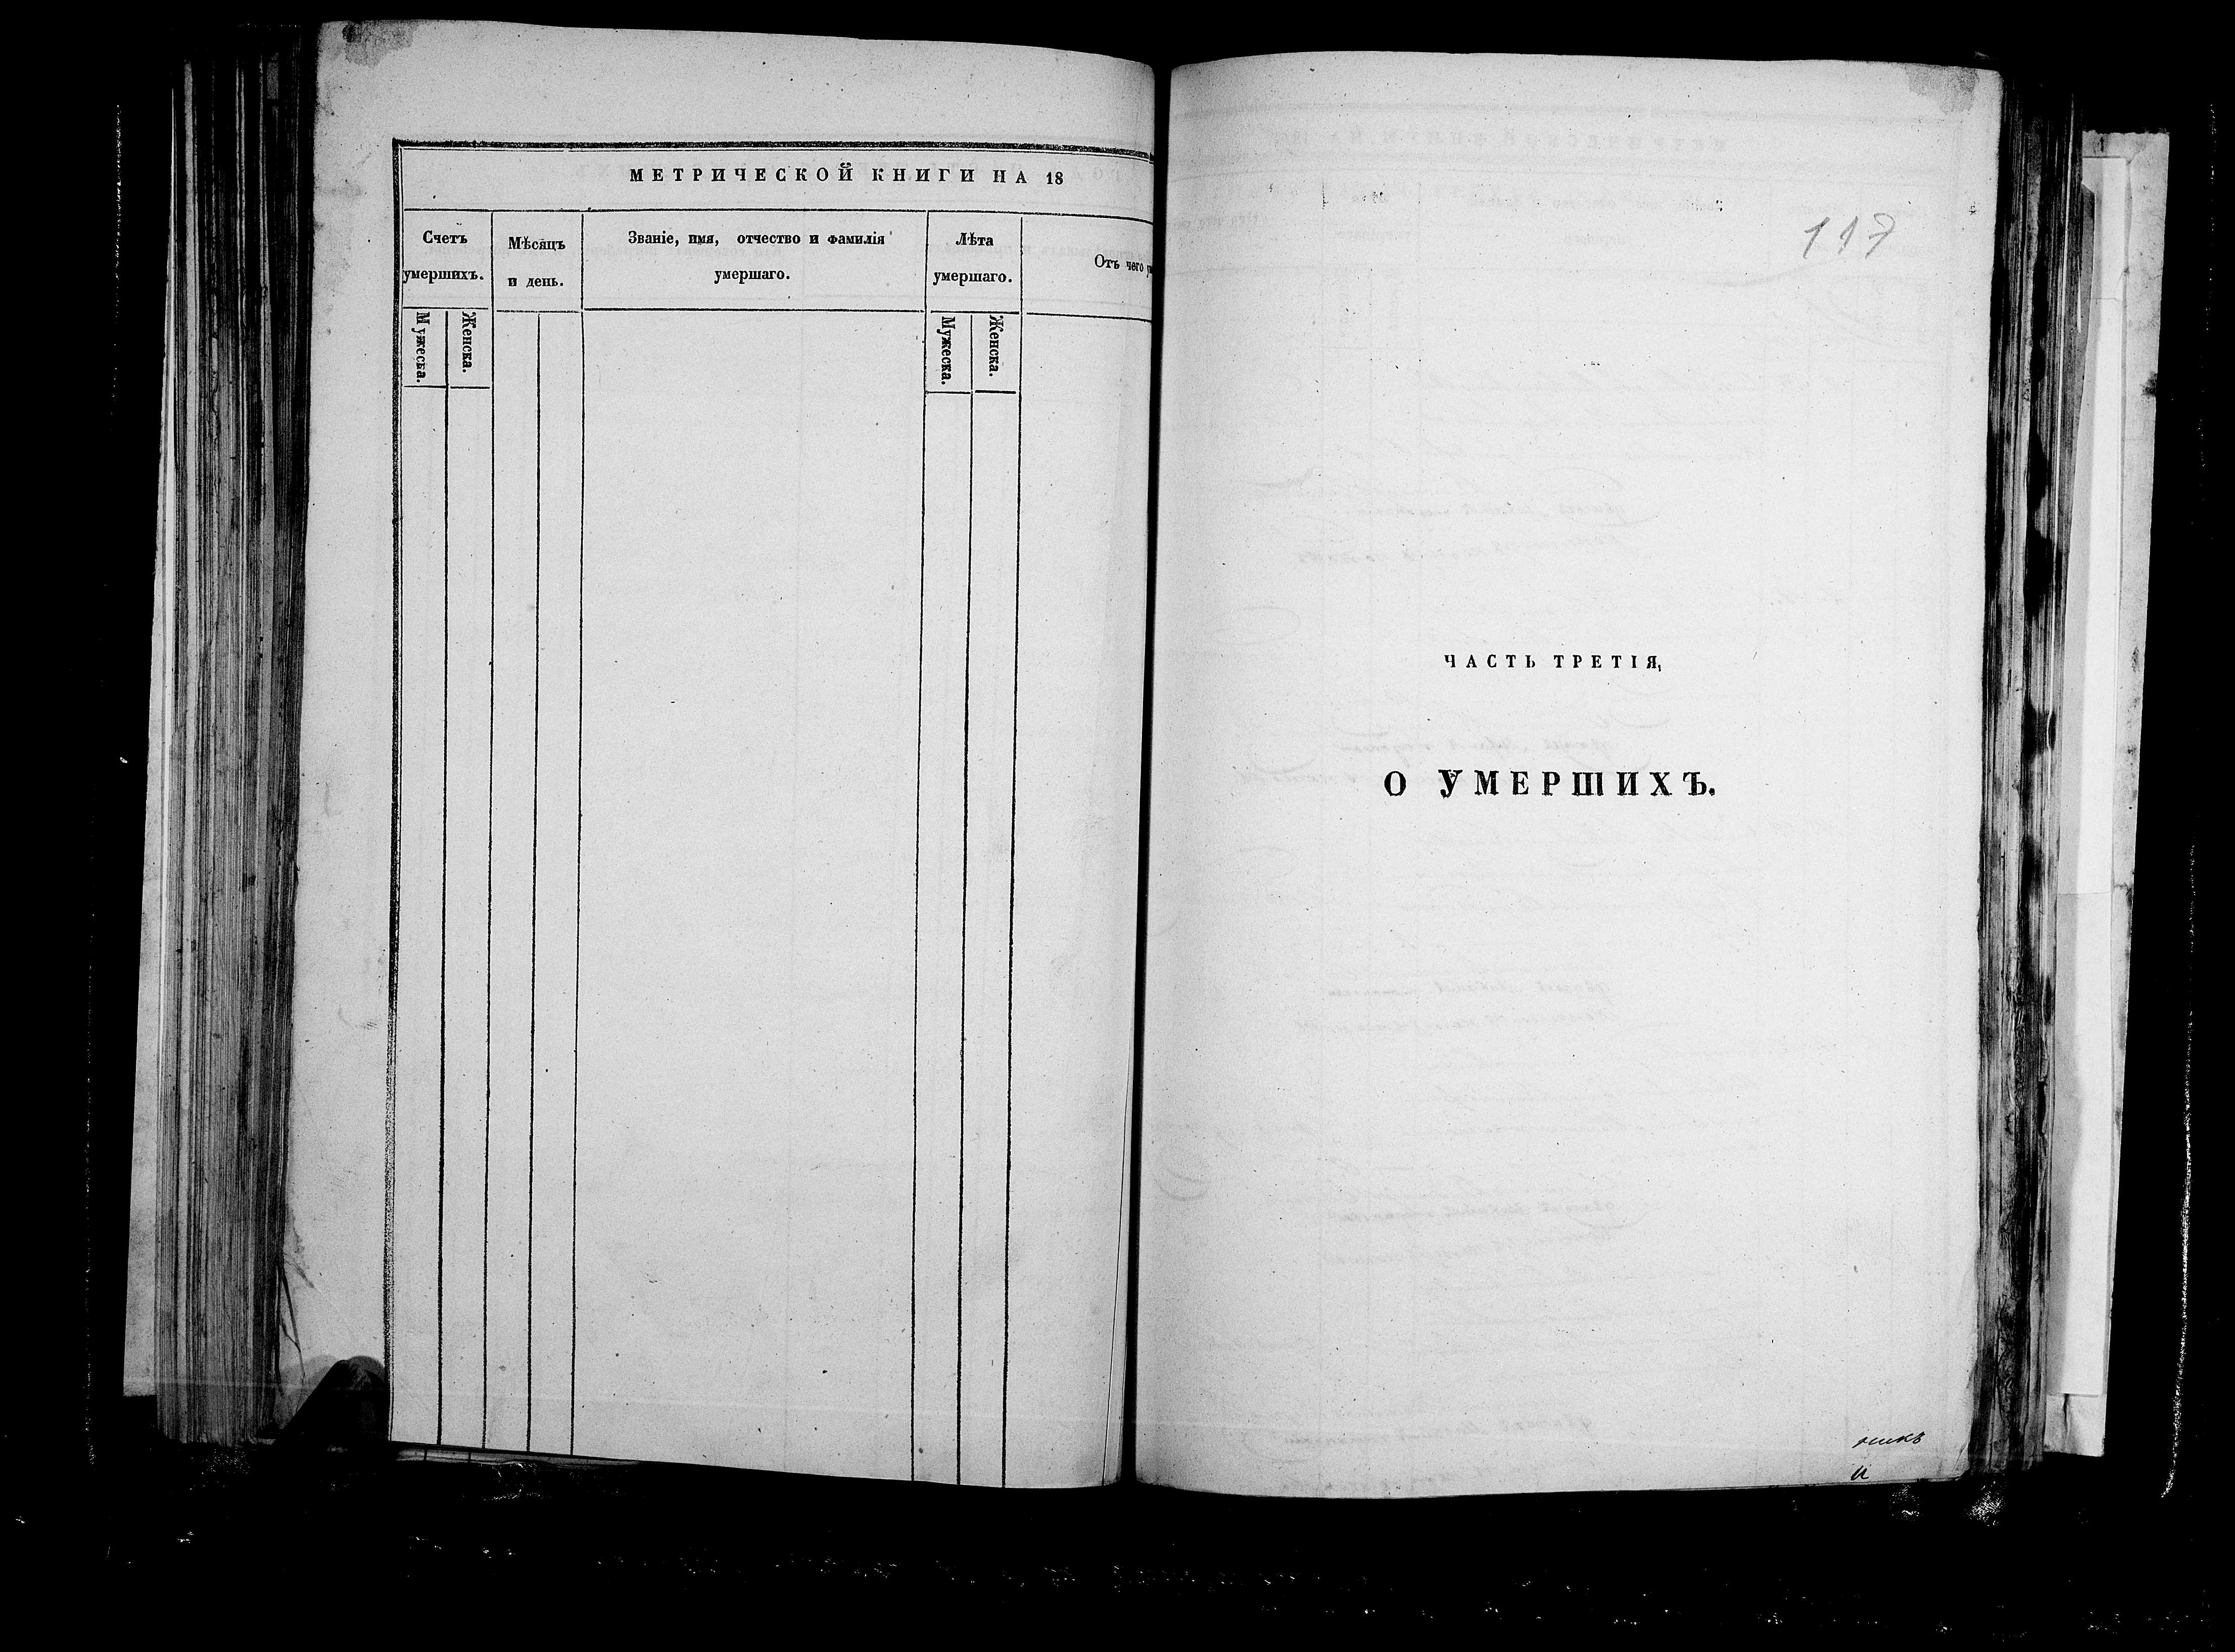 МЕТРИЧЕСКОЙ КНИГИ НА 18
Счетъ
умершихъ.
Мѣсяцъ
и день.
Званіе, имя, отчество и фамилія
умершаго.
Лѣта
умершаго.
Отъ чего
Мужеска.
Женска.
Мужеска.
Женска.
117
ЧАСТЬ ТРЕТІЯ,
О УМЕРШИХЪ.
и